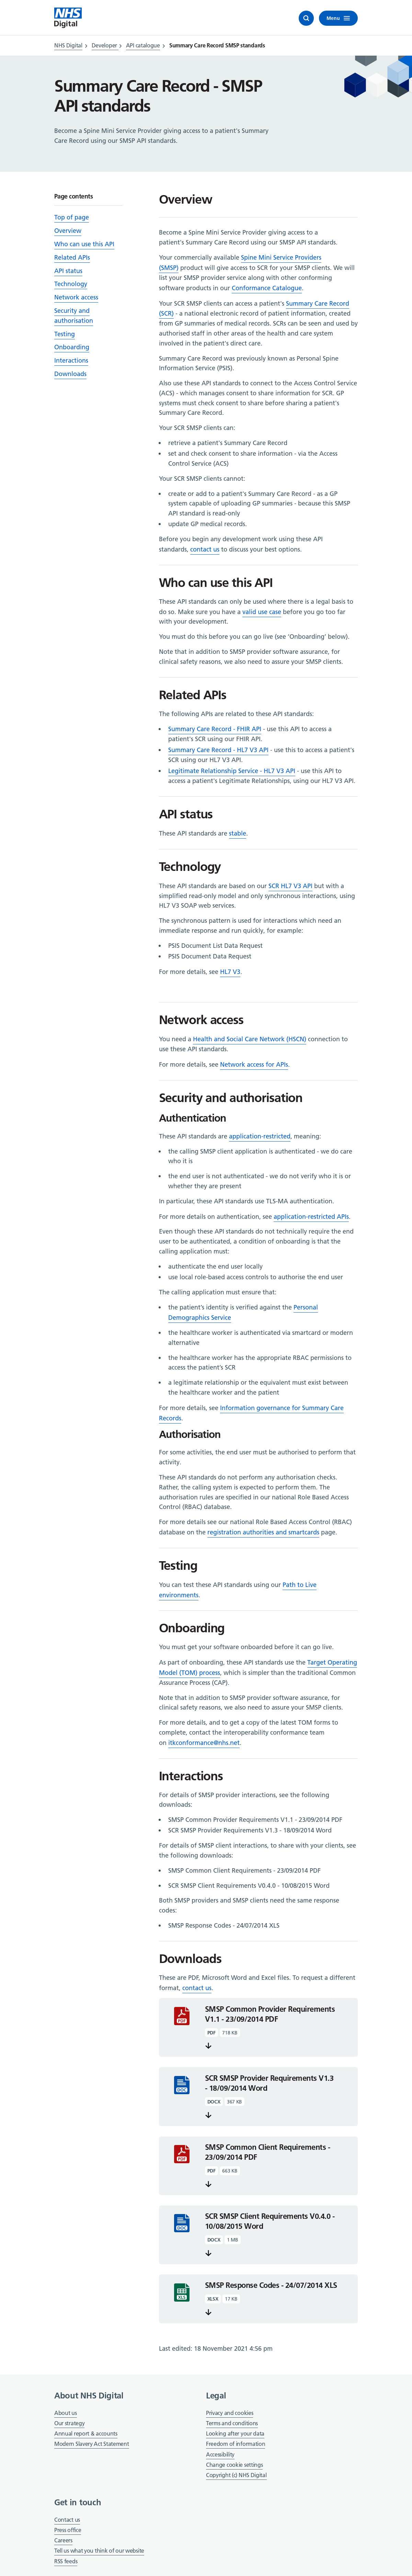 NHS
Digital
Menu
NHS Digital > Developer > API catalogue > Summary Care Record SMSP standards
Summary Care Record - SMSP
API standards
Become a Spine Mini Service Provider giving access to a patient's Summary
Care Record using our SMSP API standards.
Page contents
Top of page
Overview
Who can use this API
Related APIs
API status
Technology
Network access
Security and
authorisation
Testing
Onboarding
Interactions
Downloads
Overview
Become a Spine Mini Service Provider giving access to a
patient's Summary Care Record using our SMSP API standards.
Your commercially available Spine Mini Service Providers
(SMSP) product will give access to SCR for your SMSP clients. We will
list your SMSP product providing service along with other conforming
software products in our Conformance Catalogue.
Your SCR SMSP clients can access a patient's Summary Care Record
(SCR) - a national electronic record of patient information, created
from GP summaries of medical records. SCRs can be seen and used by
authorised staff in other areas of the health and care system
involved in the patient's direct care.
Summary Care Record was previously known as Personal Spine
Information Service (PSIS).
Also use these API standards to connect to the Access Control Service
(ACS) - which manages consent to share information for SCR. GP
systems must check consent to share before sharing a patient's
Summary Care Record.
Your SCR SMSP clients can:
• retrieve a patient's Summary Care Record
• set and check consent to share information - via the Access
Control Service (ACS)
Your SCR SMSP clients cannot:
• create or add to a patient's Summary Care Record - as a GP
system capable of uploading GP summaries - because this SMSP
API standard is read-only
• update GP medical records.
Before you begin any development work using these API
standards, contact us to discuss your best options.
Who can use this API
These API standards can only be used where there is a legal basis to
do so. Make sure you have a valid use case before you go too far
with your development.
You must do this before you can go live (see ‘Onboarding’ below).
Note that in addition to SMSP provider software assurance, for
clinical safety reasons, we also need to assure your SMSP clients.
Related APIs
The following APIs are related to these API standards:
• Summary Care Record - FHIR API - use this API to access a
patient's SCR using our FHIR API.
• Summary Care Record - HL7 V3 API - use this to access a patient's
SCR using our HL7 V3 API.
• Legitimate Relationship Service - HL7 V3 API - use this API to
access a patient's Legitimate Relationships, using our HL7 V3 API.
API status
These API standards are stable.
Technology
These API standards are based on our SCR HL7 V3 API but with a
simplified read-only model and only synchronous interactions, using
HL7 V3 SOAP web services.
The synchronous pattern is used for interactions which need an
immediate response and run quickly, for example:
• PSIS Document List Data Request
• PSIS Document Data Request
For more details, see HL7 V3.
Network access
You need a Health and Social Care Network (HSCN) connection to
use these API standards.
For more details, see Network access for APIs.
Security and authorisation
Authentication
These API standards are application-restricted, meaning:
• the calling SMSP client application is authenticated - we do care
who it is
• the end user is not authenticated - we do not verify who it is or
whether they are present
In particular, these API standards use TLS-MA authentication.
For more details on authentication, see application-restricted APIs.
Even though these API standards do not technically require the end
user to be authenticated, a condition of onboarding is that the
calling application must:
• authenticate the end user locally
• use local role-based access controls to authorise the end user
The calling application must ensure that:
• the patient's identity is verified against the Personal
Demographics Service
• the healthcare worker is authenticated via smartcard or modern
alternative
• the healthcare worker has the appropriate RBAC permissions to
access the patient's SCR
• a legitimate relationship or the equivalent must exist between
the healthcare worker and the patient
For more details, see Information governance for Summary Care
Records.
Authorisation
For some activities, the end user must be authorised to perform that
activity.
These API standards do not perform any authorisation checks.
Rather, the calling system is expected to perform them. The
authorisation rules are specified in our national Role Based Access
Control (RBAC) database.
For more details see our national Role Based Access Control (RBAC)
database on the registration authorities and smartcards page.
Testing
You can test these API standards using our Path to Live
environments.
Onboarding
You must get your software onboarded before it can go live.
As part of onboarding, these API standards use the Target Operating
Model (TOM) process, which is simpler than the traditional Common
Assurance Process (CAP).
Note that in addition to SMSP provider software assurance, for
clinical safety reasons, we also need to assure your SMSP clients.
For more details, and to get a copy of the latest TOM forms to
complete, contact the interoperability conformance team
on itkconformance@nhs.net.
Interactions
For details of SMSP provider interactions, see the following
downloads:
• SMSP Common Provider Requirements V1.1 - 23/09/2014 PDF
• SCR SMSP Provider Requirements V1.3 - 18/09/2014 Word
For details of SMSP client interactions, to share with your clients, see
the following downloads:
• SMSP Common Client Requirements - 23/09/2014 PDF
• SCR SMSP Client Requirements V0.4.0 - 10/08/2015 Word
Both SMSP providers and SMSP clients need the same response
codes:
• SMSP Response Codes - 24/07/2014 XLS
Downloads
These are PDF, Microsoft Word and Excel files. To request a different
format, contact us.
PDF
SMSP Common Provider Requirements
V1.1 - 23/09/2014 PDF
PDF 718 KB
DOC
SCR SMSP Provider Requirements V1.3
- 18/09/2014 Word
DOCX 367 KB
PDF
SMSP Common Client Requirements -
23/09/2014 PDF
PDF 663 KB
DOC
SCR SMSP Client Requirements V0.4.0 -
10/08/2015 Word
DOCX 1 MB
XLS
SMSP Response Codes - 24/07/2014 XLS
XLSX 17 KB
Last edited: 18 November 2021 4:56 pm
About NHS Digital
About us
Our strategy
Annual report & accounts
Modern Slavery Act Statement
Legal
Privacy and cookies
Terms and conditions
Looking after your data
Freedom of information
Accessibility
Change cookie settings
Copyright (c) NHS Digital
Get in touch
Contact us
Press office
Careers
Tell us what you think of our website
RSS feeds